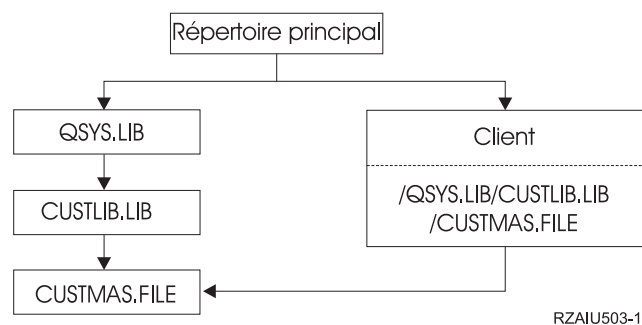 Répertoire principal
QSYS.LIB
CUSTLIB.LIB
CUSTMAS.FILE
Client
/QSYS.LIB/CUSTLIB.LIB
/CUSTMAS.FILE
RZAIU503-1